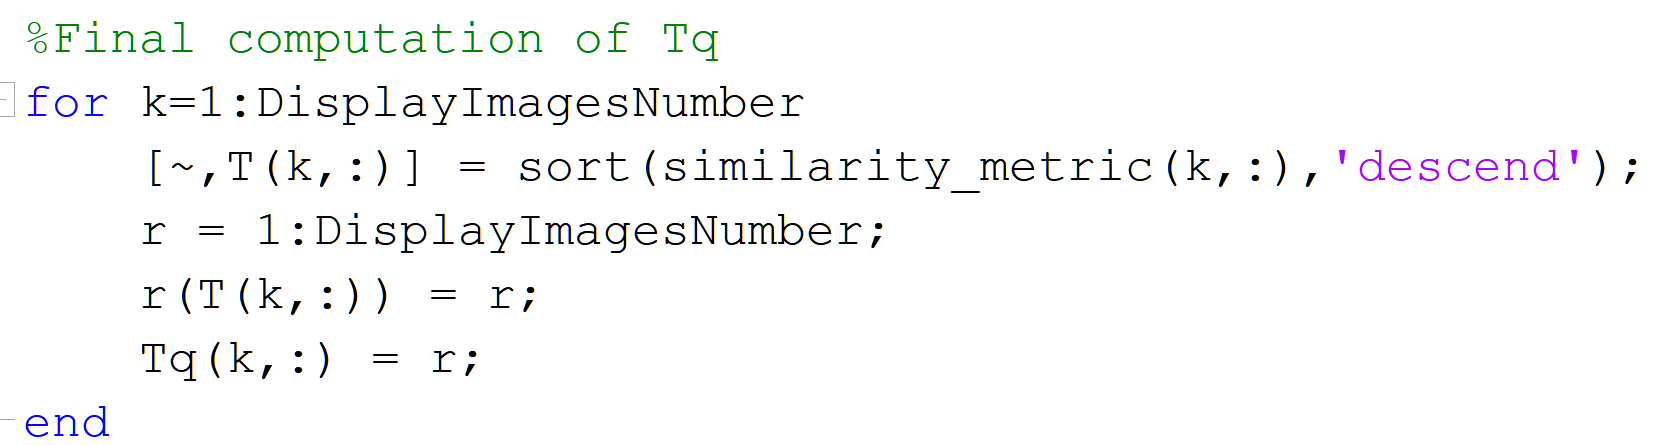 %Final computation of Tq
for k=1:DisplayImagesNumber
    [~,T(k,:)] = sort(similarity_metric(k,:),'descend');
    r = 1:DisplayImagesNumber;
    r(T(k,:)) = r;
    Tq(k,:) = r;
end